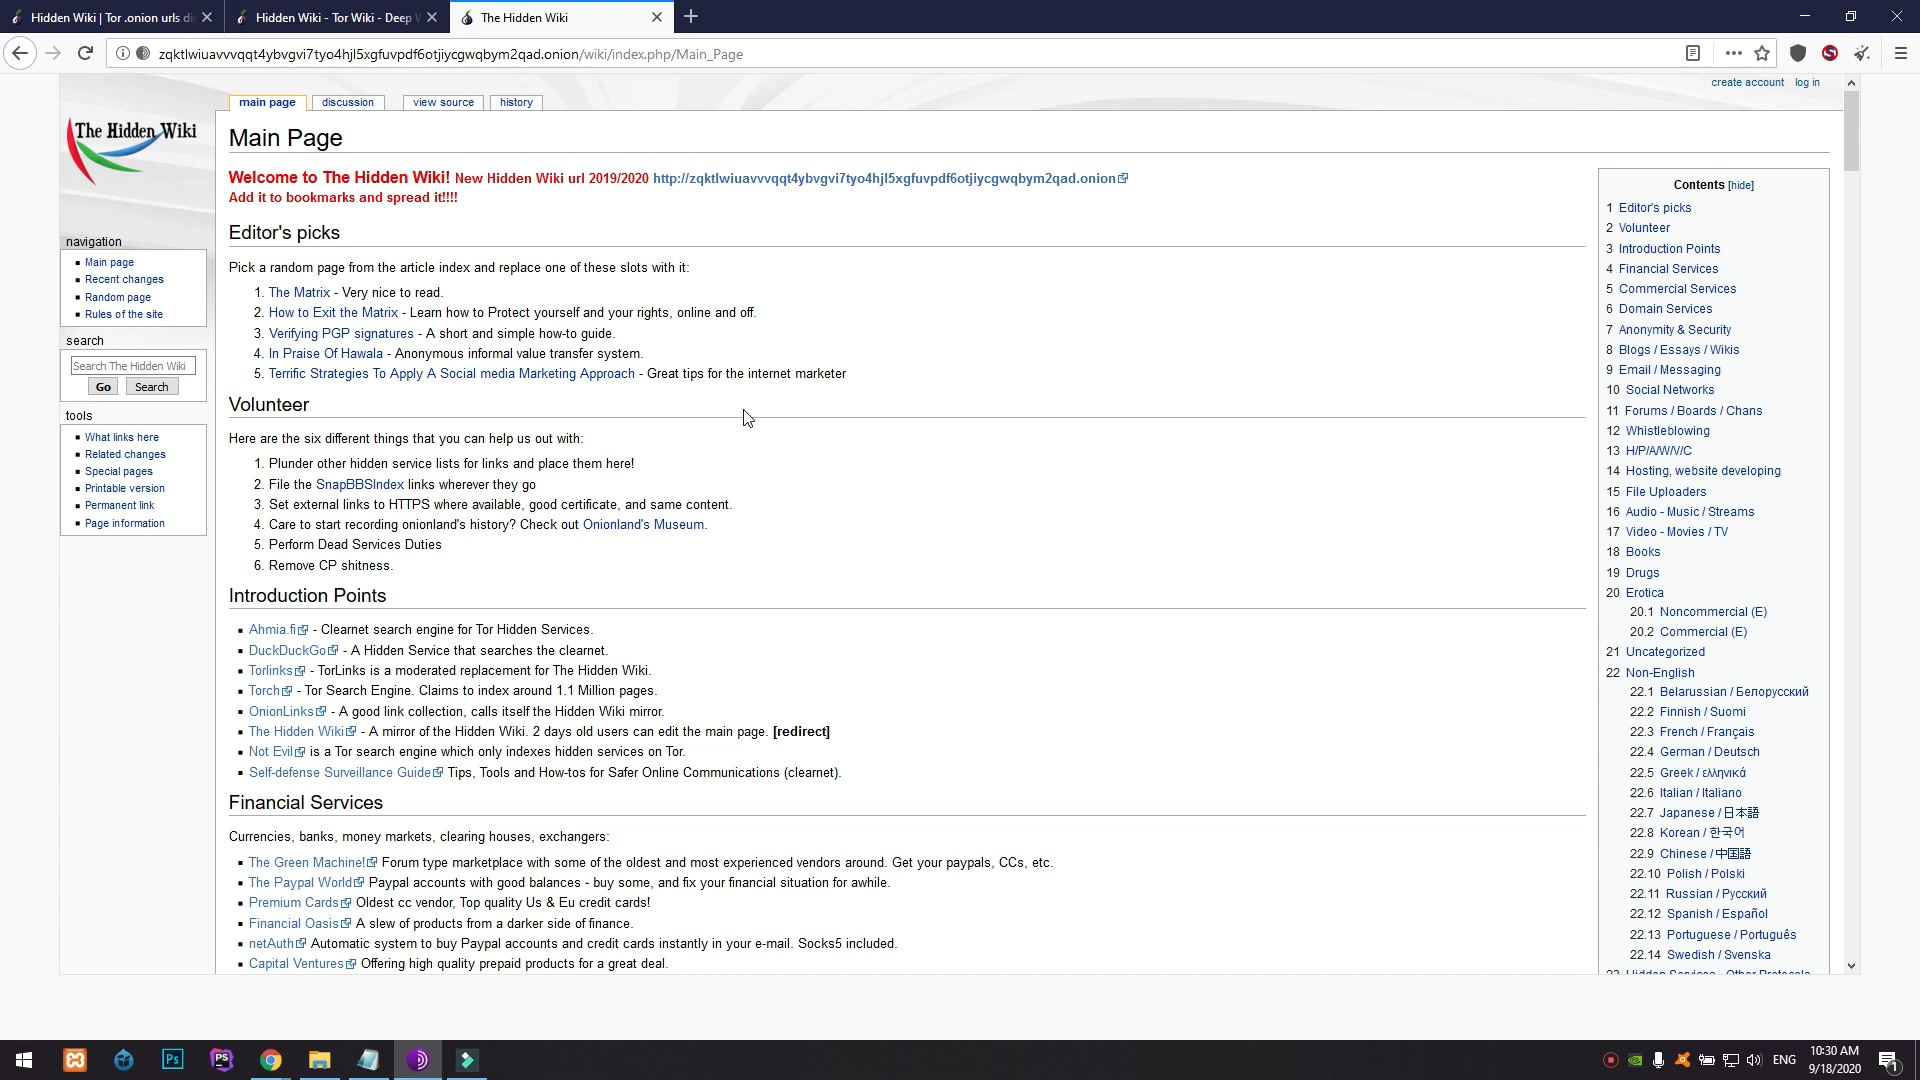 Hidden Wiki | Tor .onion urls di
Hidden Wiki - Tor Wiki - Deep W
The Hidden Wiki
zqktlwiuavvvqqt4ybvgvi7tyo4hjl5xgfuvpdf6otjiycgwqbym2qad.onion/wiki/index.php/Main_Page
create account log in
main page discussion view source history
The Hidden Wiki
Main Page
Welcome to The Hidden Wiki! New Hidden Wiki url 2019/2020 http://zqktlwiuavvvqqt4ybvgvi7tyo4hjl5xgfuvpdf6otjiycgwqbym2qad.onion
Add it to bookmarks and spread it!!!!
navigation
Main page
Recent changes
Random page
Rules of the site
search
Search The Hidden Wiki
Go Search
tools
What links here
Related changes
Special pages
Printable version
Permanent link
Page information
Editor's picks
Pick a random page from the article index and replace one of these slots with it:
1. The Matrix - Very nice to read.
2. How to Exit the Matrix - Learn how to Protect yourself and your rights, online and off.
3. Verifying PGP signatures - A short and simple how-to guide.
4. In Praise Of Hawala - Anonymous informal value transfer system.
5. Terrific Strategies To Apply A Social media Marketing Approach - Great tips for the internet marketer
Volunteer
Here are the six different things that you can help us out with:
1. Plunder other hidden service lists for links and place them here!
2. File the SnapBBSIndex links wherever they go
3. Set external links to HTTPS where available, good certificate, and same content.
4. Care to start recording onionland's history? Check out Onionland's Museum.
5. Perform Dead Services Duties
6. Remove CP shitness.
Introduction Points
Ahmia.fi - Clearnet search engine for Tor Hidden Services.
DuckDuckGo - A Hidden Service that searches the clearnet.
Torlinks - TorLinks is a moderated replacement for The Hidden Wiki.
Torch - Tor Search Engine. Claims to index around 1.1 Million pages.
OnionLinks - A good link collection, calls itself the Hidden Wiki mirror.
The Hidden Wiki - A mirror of the Hidden Wiki. 2 days old users can edit the main page. [redirect]
Not Evil is a Tor search engine which only indexes hidden services on Tor.
Self-defense Surveillance Guide Tips, Tools and How-tos for Safer Online Communications (clearnet).
Financial Services
Currencies, banks, money markets, clearing houses, exchangers:
The Green Machine! Forum type marketplace with some of the oldest and most experienced vendors around. Get your paypals, CCs, etc.
The Paypal World Paypal accounts with good balances - buy some, and fix your financial situation for awhile.
Premium Cards Oldest cc vendor, Top quality Us & Eu credit cards!
Financial Oasis A slew of products from a darker side of finance.
netAuth Automatic system to buy Paypal accounts and credit cards instantly in your e-mail. Socks5 included.
Capital Ventures Offering high quality prepaid products for a great deal.
Contents [hide]
1 Editor's picks
2 Volunteer
3 Introduction Points
4 Financial Services
5 Commercial Services
6 Domain Services
7 Anonymity & Security
8 Blogs / Essays / Wikis
9 Email / Messaging
10 Social Networks
11 Forums / Boards / Chans
12 Whistleblowing
13 H/P/A/W/V/C
14 Hosting, website developing
15 File Uploaders
16 Audio - Music / Streams
17 Video - Movies / TV
18 Books
19 Drugs
20 Erotica
20.1 Noncommercial (E)
20.2 Commercial (E)
21 Uncategorized
22 Non-English
22.1 Belarussian / Белорусский
22.2 Finnish / Suomi
22.3 French / Français
22.4 German / Deutsch
22.5 Greek / ελληνικά
22.6 Italian / Italiano
22.7 Japanese / 日本語
22.8 Korean / 한국어
22.9 Chinese / 中国語
22.10 Polish / Polski
22.11 Russian / Русский
22.12 Spanish / Español
22.13 Portuguese / Português
22.14 Swedish / Svenska
23 Hidden Services - Other Protocols
Ps PS
ENG
10:30 AM
9/18/2020
1